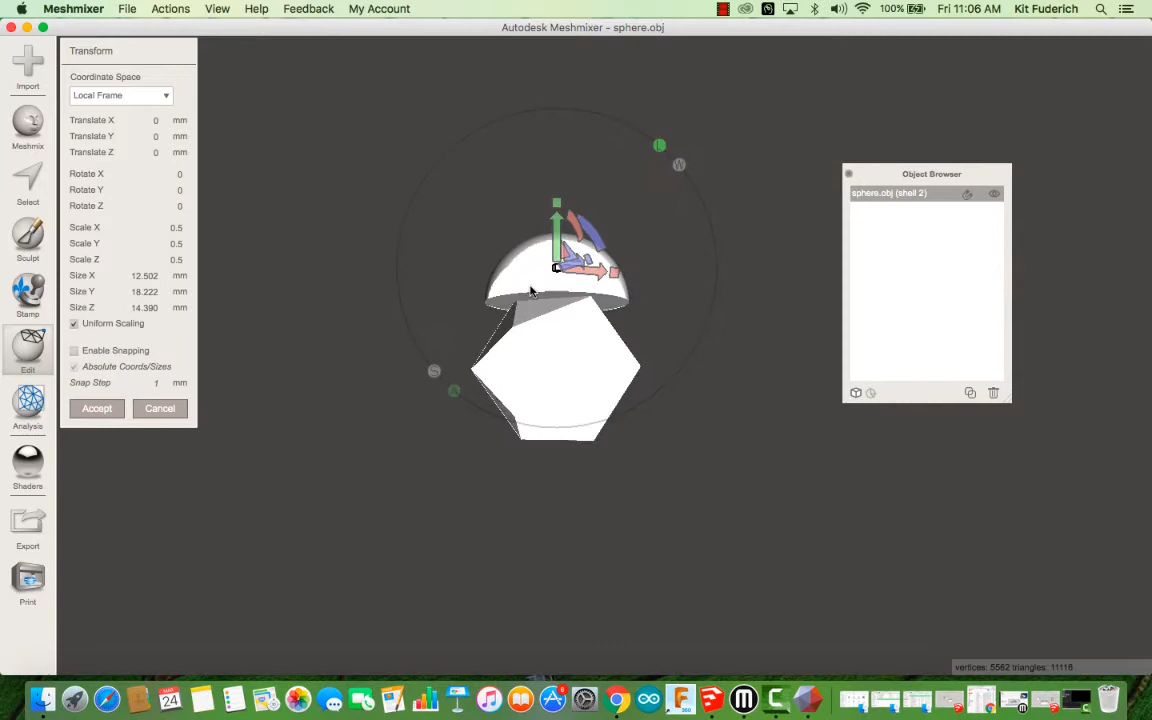 Meshmixer File Actions View Help Feedback My Account 100% Fri 11:06 AM Kit Fuderich
Autodesk Meshmixer - sphere.obj
Import
Meshmix
Select
Sculpt
Stamp
Edit
Analysis
Shaders
Export
Print
Transform
Coordinate Space
Local Frame
Translate X 0 mm
Translate Y 0 mm
Translate Z 0 mm
Rotate X 0
Rotate Y 0
Rotate Z 0
Scale X 0.5
Scale Y 0.5
Scale Z 0.5
Size X 12.502 mm
Size Y 18.222 mm
Size Z 14.390 mm
Uniform Scaling
Enable Snapping
Absolute Coords/Sizes
Snap Step 1 mm
Accept Cancel
L
W
S
A
Object Browser
sphere.obj (shell 2)
vertices: 5562 triangles: 11116